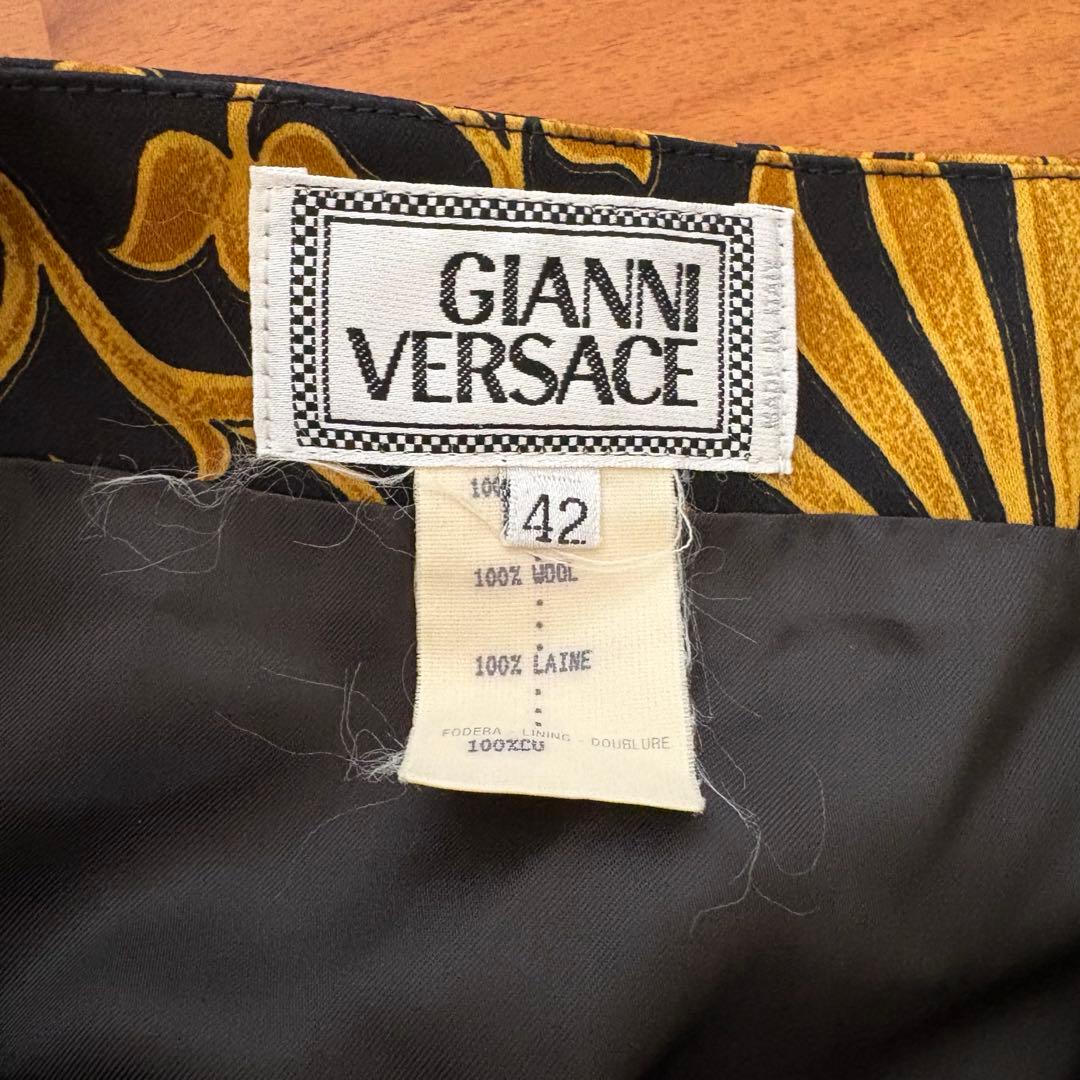 GIANNI
VERSACE
MADE IN ITALY
42
100% WOOL
100% LAINE
FODERA - LINING - DOUBLURE
100%CU